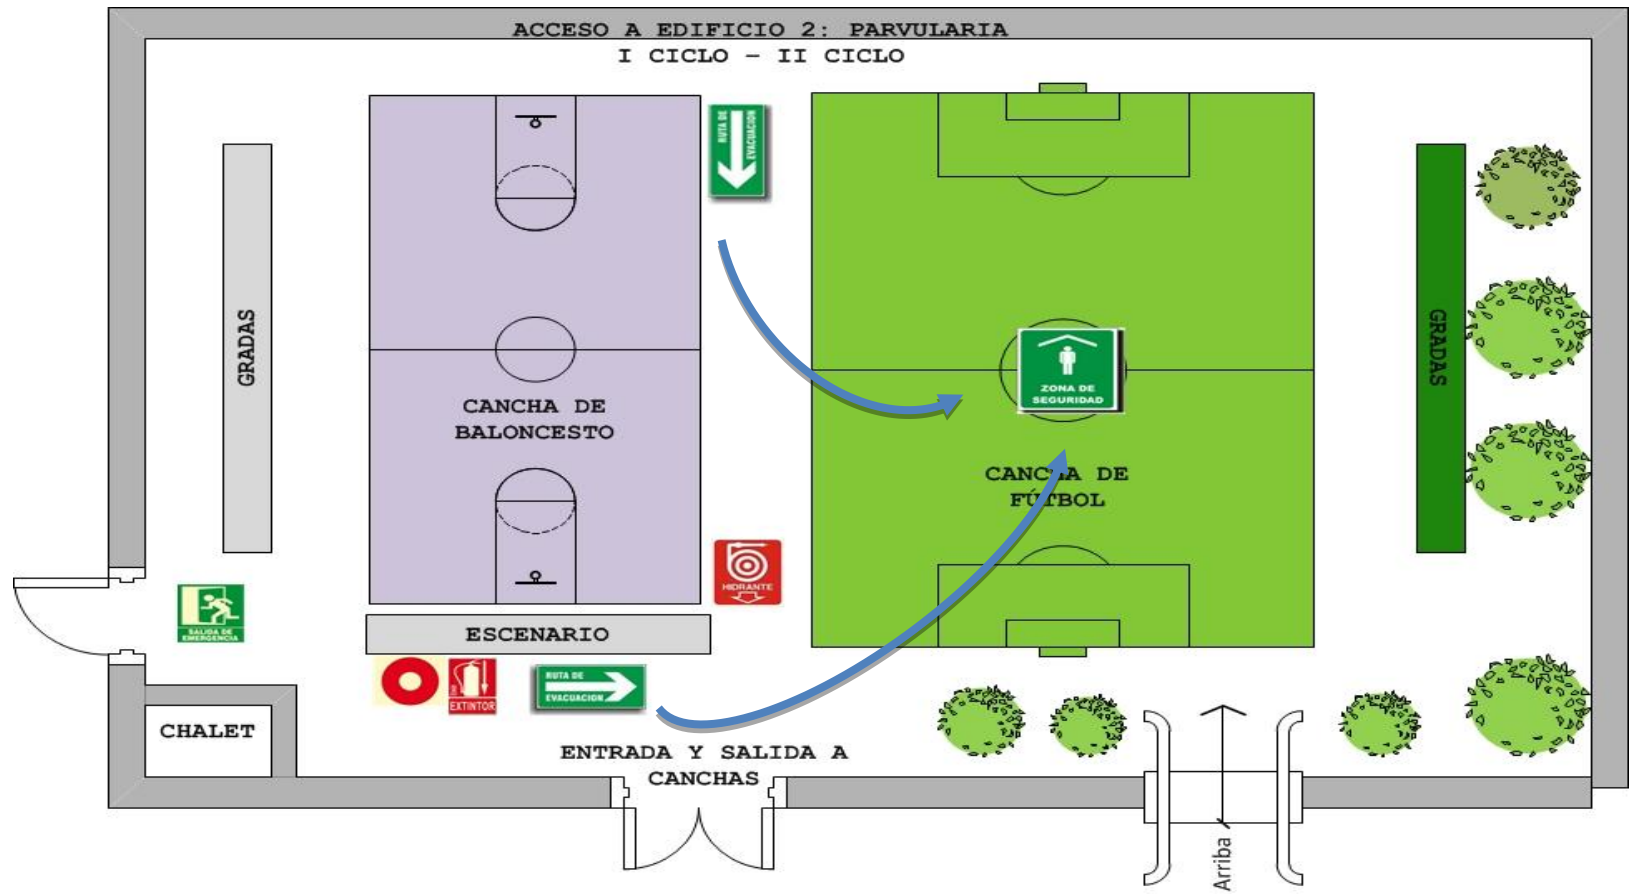 ACCESO A EDIFICIO 2: PARVULARIA
I CICLO – II CICLO
RUTA DE
EVACUACION
GRADAS
GRADAS
ZONA DE
SEGURIDAD
CANCHA DE
BALONCESTO
CANCHA DE
FÚTBOL
HIDRANTE
SALIDA DE
EMERGENCIA
ESCENARIO
EXTINTOR
RUTA DE
EVACUACION
CHALET
ENTRADA Y SALIDA A
CANCHAS
Arriba